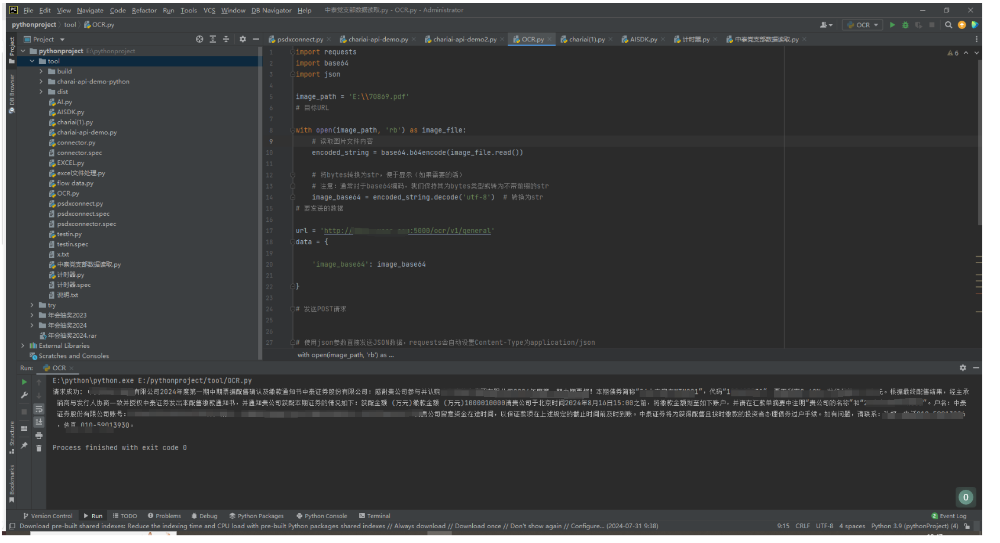 PC File Edit View Navigate Code Refactor Run Tools VCS Window DB Navigator Help 中泰党支部数据读取.py - OCR.py - Administrator
pythonproject tool OCR.py OCR
Project psdxconnect.py chariai-api-demo.py chariai-api-demo2.py OCR.py chariai(1).py AISDK.py 计时器.py 中泰党支部数据读取.py
Project
DB Browser
Structure
Bookmarks
pythonproject E:\pythonproject
tool
build
charai-api-demo-python
dist
AI.py
AISDK.py
chariai(1).py
chariai-api-demo.py
connector.py
connector.spec
EXCEL.py
excel文件处理.py
flow data.py
OCR.py
psdxconnect.py
psdxconnect.spec
psdxconnector.spec
testin.py
testin.spec
x.txt
中泰党支部数据读取.py
计时器.py
计时器.spec
说明.txt
try
年会抽奖2023
年会抽奖2024
年会抽奖2024.rar
External Libraries
Scratches and Consoles
6
1 import requests
2 import base64
3 import json
4
5 image_path = 'E:\\70869.pdf'
6 # 目标URL
7
8 with open(image_path, 'rb') as image_file:
9 # 读取图片文件内容
10 encoded_string = base64.b64encode(image_file.read())
11
12 # 将bytes转换为str，便于显示（如果需要的话）
13 # 注意：通常对于base64编码，我们保持其为bytes类型或转为不带前缀的str
14 image_base64 = encoded_string.decode('utf-8') # 转换为str
15 # 要发送的数据
16
17 url = 'http:// :5000/ocr/v1/general'
18 data = {
19
20 'image_base64': image_base64
21
22 }
23
24 # 发送POST请求
25
26
27 # 使用json参数直接发送JSON数据，requests会自动设置Content-Type为application/json
with open(image_path, 'rb') as ...
Run: OCR
E:\python\python.exe E:/pythonproject/tool/OCR.py
请求成功： 有限公司2024年度第一期中期票据配售确认及缴款通知书中泰证券股份有限公司：感谢贵公司参与并认购 ！本期债券简称“ ”，代码“ 。根据最终配售结果，经主承
销商与发行人协商一致并授权中泰证券发出本配售缴款通知书，并通知贵公司获配本期证券的情况如下：获配金额 (万元)缴款金额 (万元)1000010000请贵公司于北京时间2024年8月16日15:00之前，将缴款金额划至如下账户，并请在汇款单摘要中注明“贵公司的名称”和“ ”。户名：中泰
证券股份有限公司账号： 贵公司留意资金在途时间，以保证款项在上述规定的截止时间前及时到账。中泰证券将为获得配售且按时缴款的投资者办理债券过户手续。如有问题，请联系：
，传真 010-59013930。
Process finished with exit code 0
0
Version Control Run TODO Problems Debug Python Packages Python Console Terminal 2 Event Log
Download pre-built shared indexes: Reduce the indexing time and CPU load with pre-built Python packages shared indexes // Always download // Download once // Don't show again // Configure... (2024-07-31 9:38) 9:15 CRLF UTF-8 4 spaces Python 3.9 (pythonProject) (4)